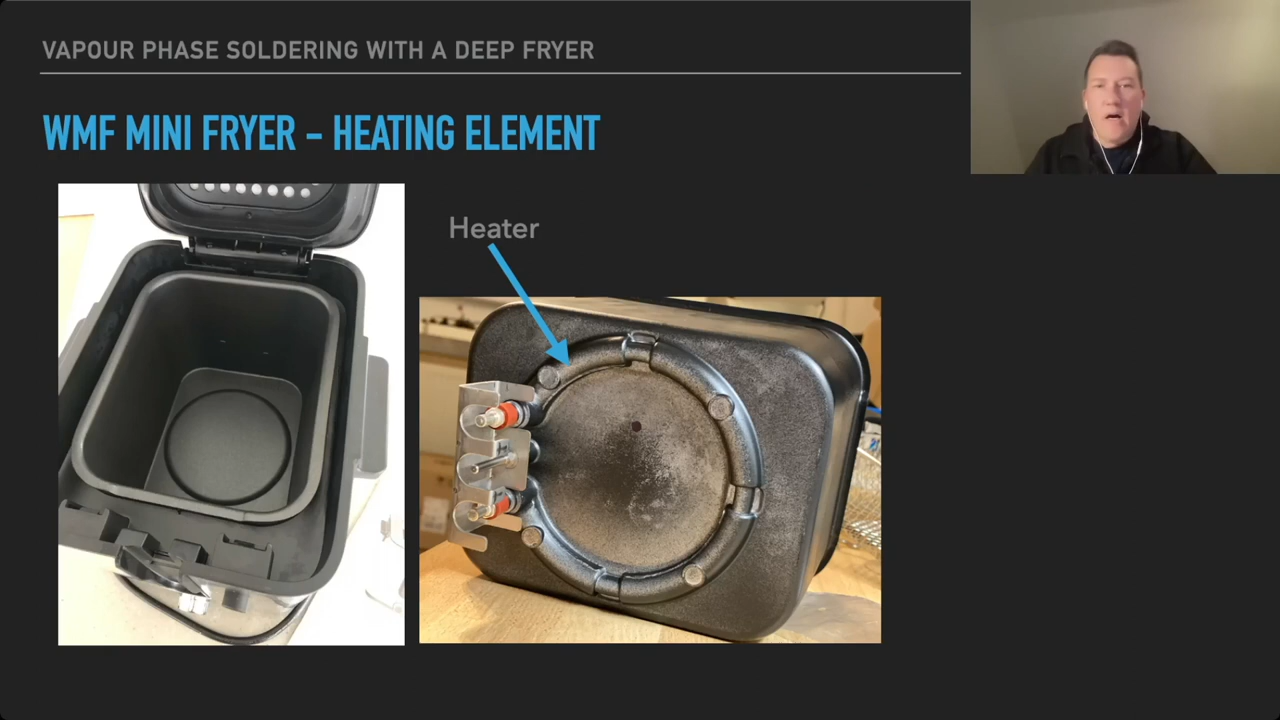 VAPOUR PHASE SOLDERING WITH A DEEP FRYER
WMF MINI FRYER - HEATING ELEMENT
Heater